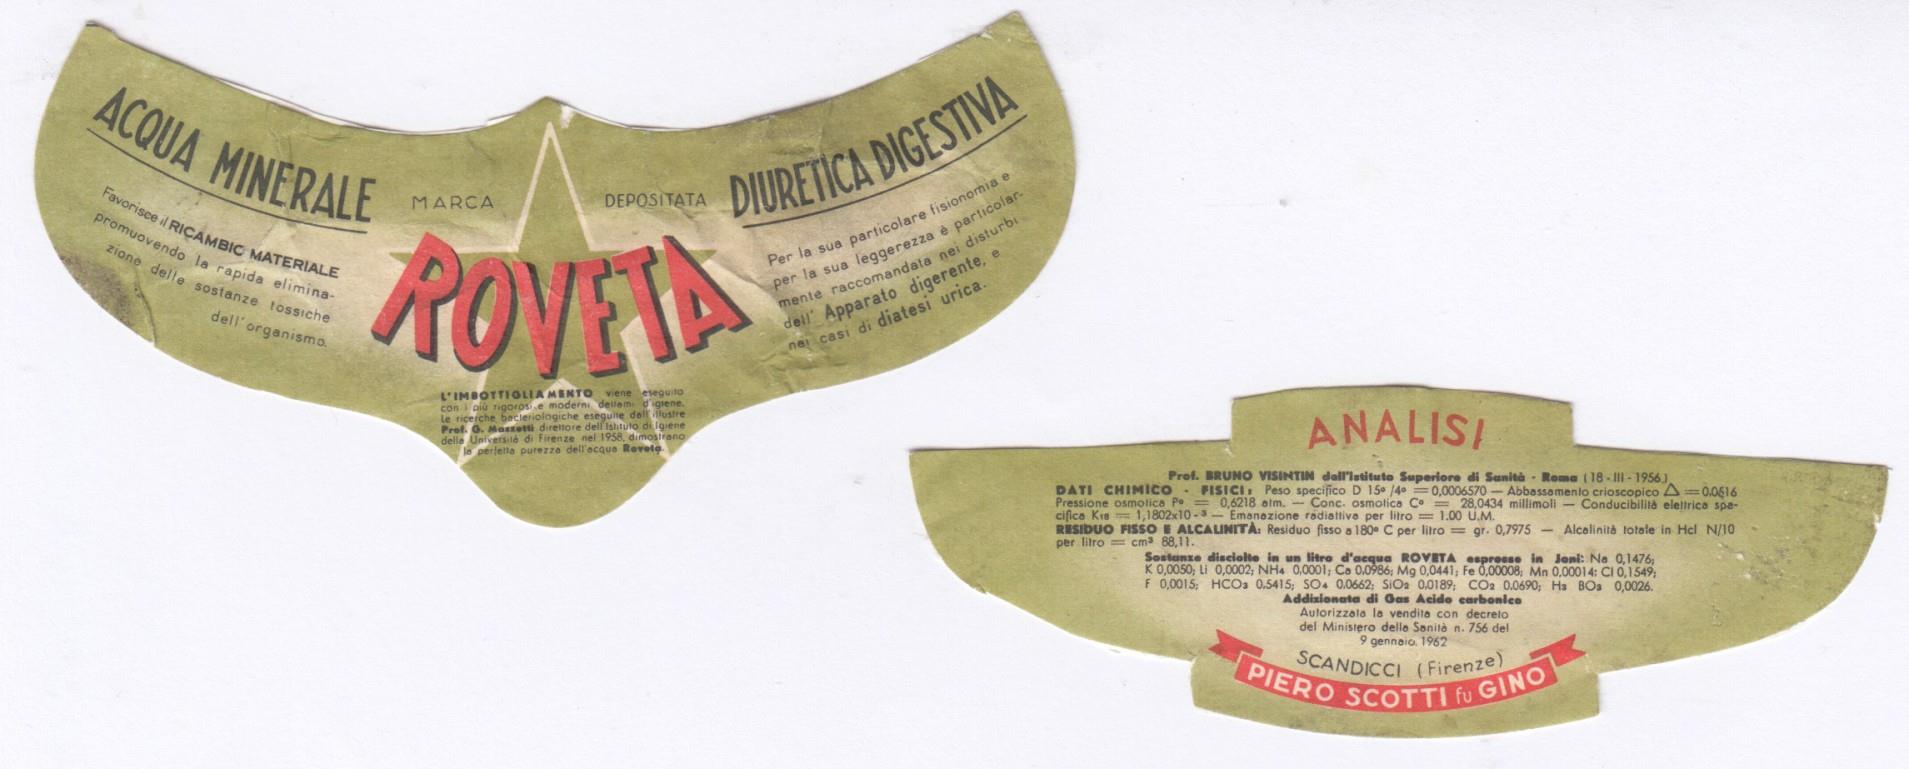 ACQUA MINERALE
Favorisce il RICAMBIO MATERIALE
promuovendo la rapida elimina-
zione delle sostanze tossiche
dell'organismo.
MARCA DEPOSITATA
ROVETA
L'IMBOTTIGLIAMENTO viene eseguito
con i più rigorosi e moderni dettami d'igene.
Le ricerche bacteriologiche eseguite dall'illustre
Prof. G. Mazzetti direttore dell'Istituto di Igiene
della Università di Firenze nel 1958, dimostrano
la perfetta purezza dell'acqua Roveta.
DIURETICA DIGESTIVA
Per la sua particolare fisionomia e
per la sua leggerezza è particolar-
mente raccomandata nei disturbi
dell' Apparato digerente, e
nei casi di diatesi urica.
ANALISI
Prof. BRUNO VISINTIN dall'Istituto Superiore di Sanità - Roma (18-III-1956)
DATI CHIMICO - FISICI: Peso specifico D 15º /4º = 0,0006570 — Abbassamento crioscopico △ = 0.0516
Pressione osmotica Pº = 0,6218 atm. — Conc. osmotica Cº = 28,0434 millimoli — Conducibilità elettrica spe-
cifica K18 = 1,1802x10-³ — Emanazione radiattiva per litro = 1.00 U.M.
RESIDUO FISSO E ALCALINITÀ: Residuo fisso a 180º C per litro = gr. 0,7975 — Alcalinità totale in Hcl N/10
per litro = cm³ 88,11.
Sostanze disciolte in un litro d'acqua ROVETA espresse in Joni: Na 0,1476;
K 0,0050; Li 0,0002; NH4 0,0001; Ca 0.0986; Mg 0,0441; Fe 0,00008; Mn 0,00014; Cl 0,1549;
F 0,0015; HCO3 0.5415; SO4 0.0662; SiO2 0.0189; CO2 0.0690; H3 BO3 0,0026.
Addizionata di Gas Acido carbonico
Autorizzata la vendita con decreto
del Ministero della Sanità n. 756 del
9 gennaio. 1962
SCANDICCI (Firenze)
PIERO SCOTTI fu GINO